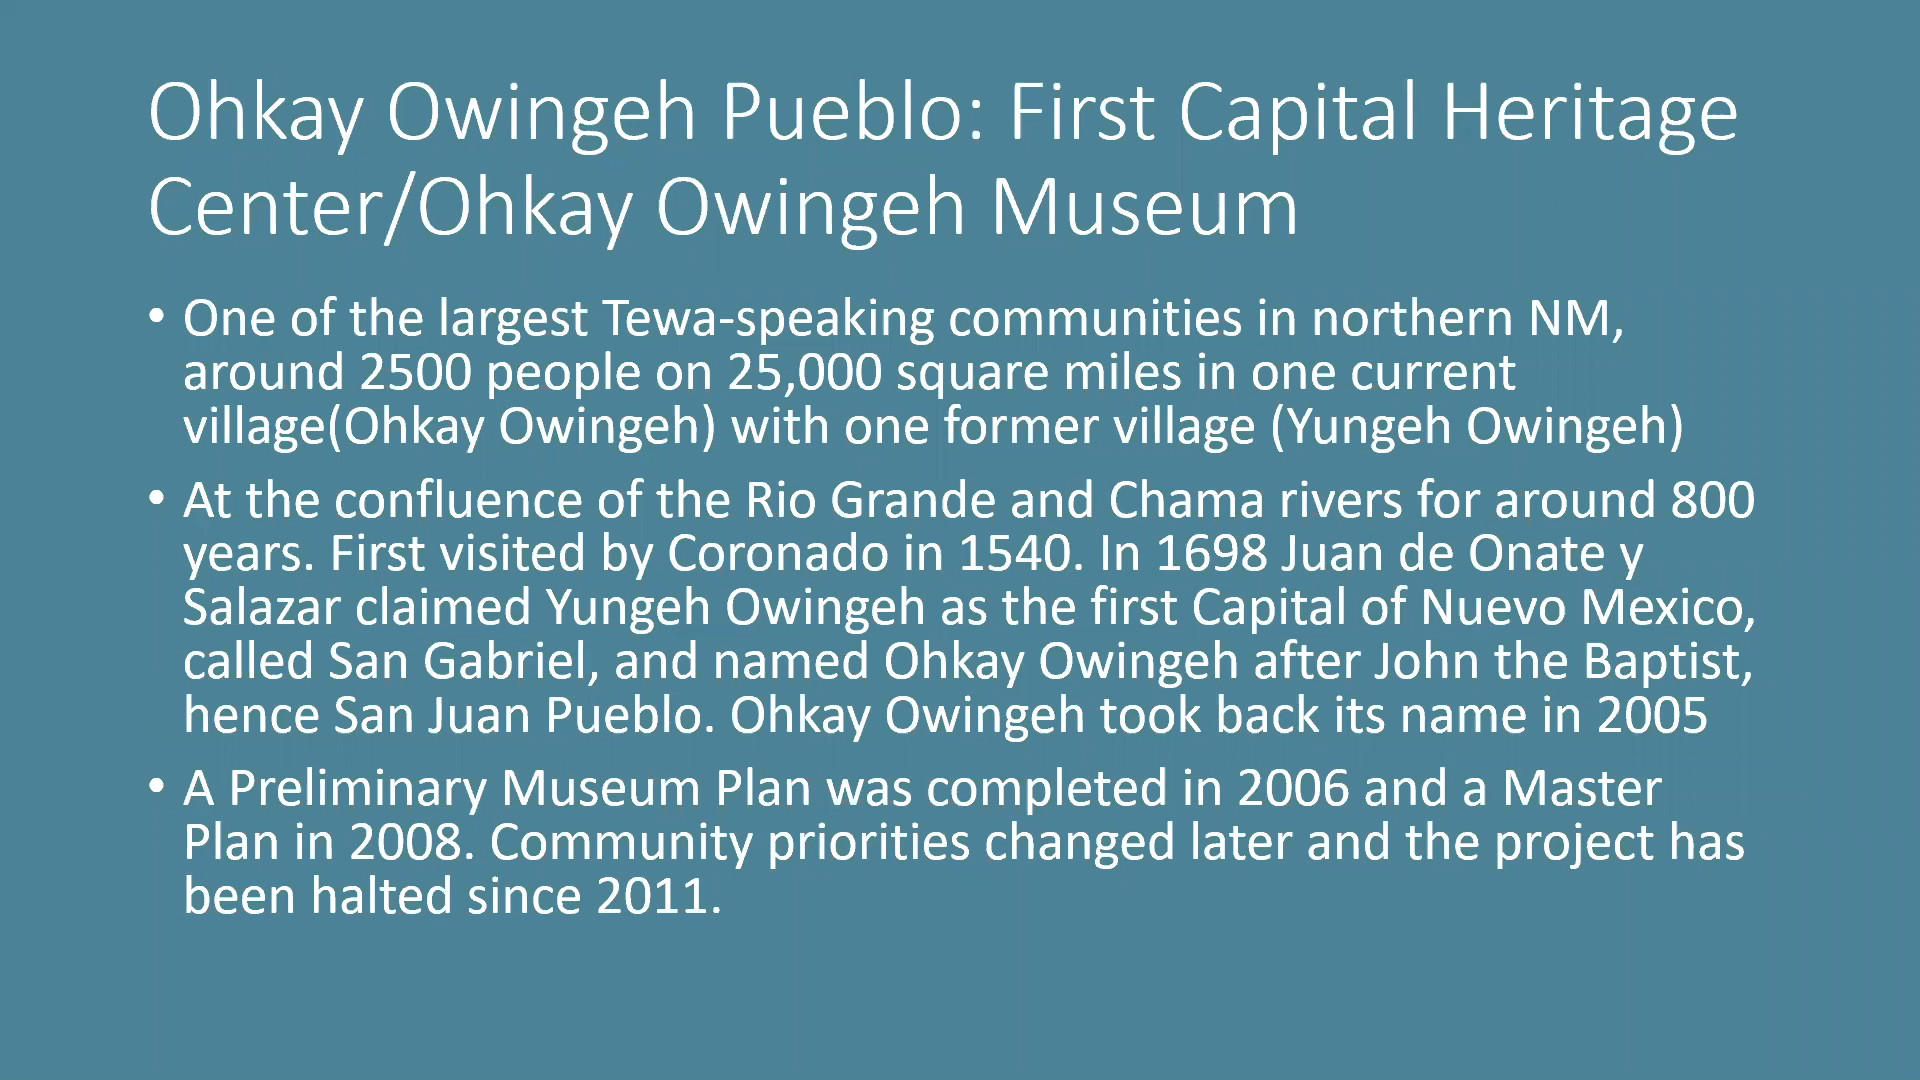 Ohkay Owingeh Pueblo: First Capital Heritage
Center/Ohkay Owingeh Museum
• One of the largest Tewa-speaking communities in northern NM,
around 2500 people on 25,000 square miles in one current
village(Ohkay Owingeh) with one former village (Yungeh Owingeh)
• At the confluence of the Rio Grande and Chama rivers for around 800
years. First visited by Coronado in 1540. In 1698 Juan de Onate y
Salazar claimed Yungeh Owingeh as the first Capital of Nuevo Mexico,
called San Gabriel, and named Ohkay Owingeh after John the Baptist,
hence San Juan Pueblo. Ohkay Owingeh took back its name in 2005
• A Preliminary Museum Plan was completed in 2006 and a Master
Plan in 2008. Community priorities changed later and the project has
been halted since 2011.